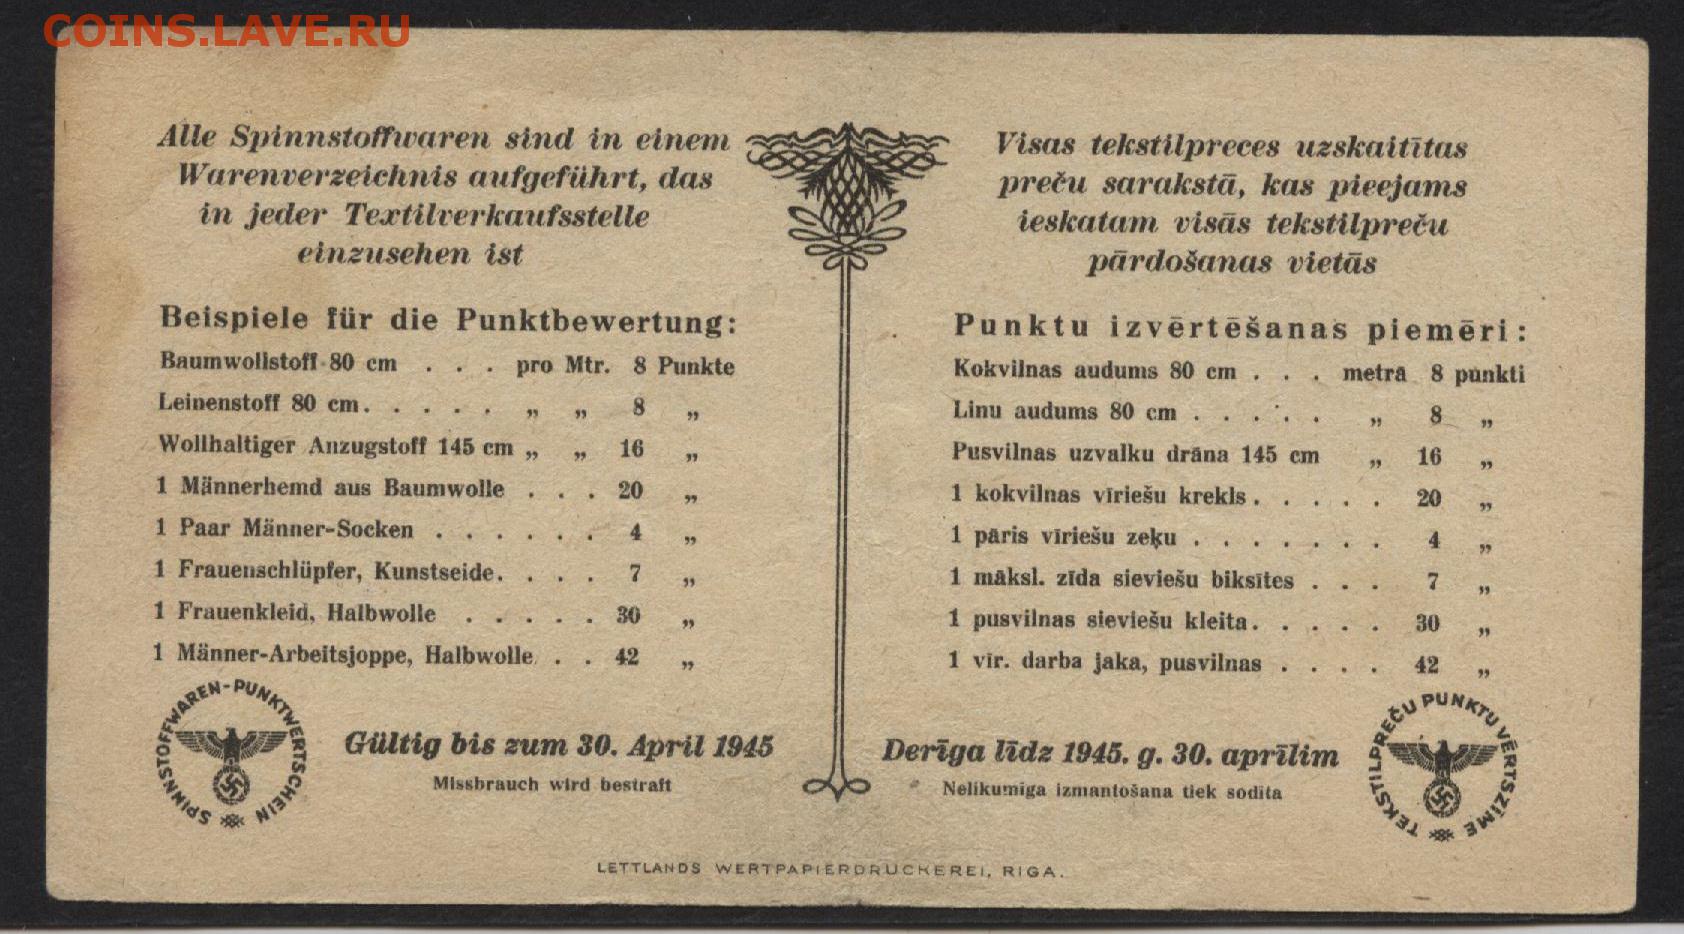 COINS.LAVE.RU
Alle Spinnstoffwaren sind in einem
Warenverzeichnis aufgeführt, das
in jeder Textilverkaufsstelle
einzusehen ist
Beispiele für die Punktbewertung:
Baumwollstoff 80 cm . . . pro Mtr. 8 Punkte
Leinenstoff 80 cm. . . . . „ „ 8 „
Wollhaltiger Anzugstoff 145 cm „ „ 16 „
1 Männerhemd aus Baumwolle . . . 20 „
1 Paar Männer-Socken . . . . . . 4 „
1 Frauenschlüpfer, Kunstseide. . . . 7 „
1 Frauenkleid, Halbwolle . . . . . 30 „
1 Männer-Arbeitsjoppe, Halbwolle . . 42 „
SPINNSTOFFWAREN-PUNKTWERTSCHEIN
Gültig bis zum 30. April 1945
Missbrauch wird bestraft
Visas tekstilpreces uzskaitītas
preču sarakstā, kas pieejams
ieskatam visās tekstilpreču
pārdošanas vietās
Punktu izvērtēšanas piemēri:
Kokvilnas audums 80 cm . . . metrā 8 punkti
Linu audums 80 cm . . . . . „ 8 „
Pusvilnas uzvalku drāna 145 cm „ 16 „
1 kokvilnas vīriešu krekls. . . . . 20 „
1 pāris vīriešu zeķu . . . . . . . 4 „
1 māksl. zīda sieviešu biksītes . . . 7 „
1 pusvilnas sieviešu kleita. . . . . 30 „
1 vīr. darba jaka, pusvilnas . . . . 42 „
Derīga līdz 1945. g. 30. aprīlim
Nelikumīga izmantošana tiek sodīta
TEKSTILPREČU PUNKTU VĒRTSZĪME
LETTLANDS WERTPAPIERDRUCKEREI, RIGA.